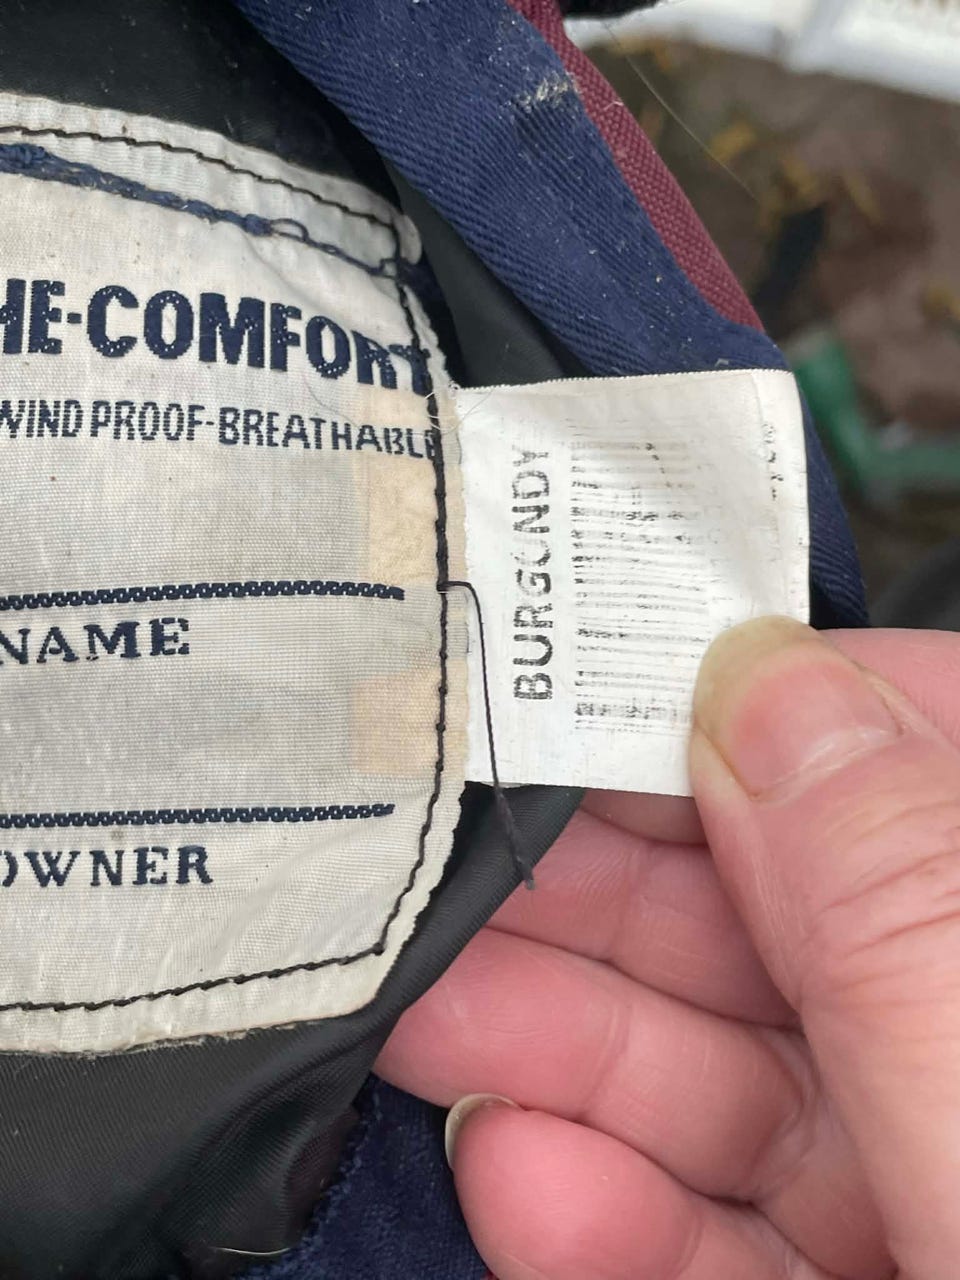 HE-COMFORT
WIND PROOF-BREATHABLE
NAME
OWNER
BURGUNDY